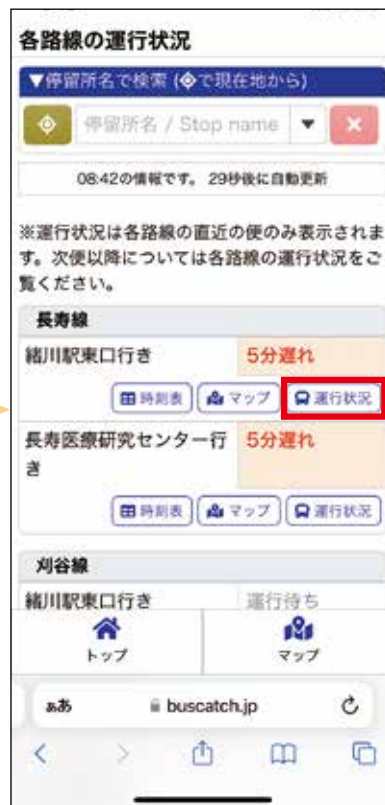 各路線の運行状況
▼停留所名で検索 (で現在地から)
停留所名 / Stop name ▼ ×
08:42の情報です。 29秒後に自動更新
※運行状況は各路線の直近の便のみ表示されま
す。次便以降については各路線の運行状況をご
覧ください。
長寿線
緒川駅東口行き 5分遅れ
時刻表 マップ 運行状況
長寿医療研究センター行 5分遅れ
き
時刻表 マップ 運行状況
刈谷線
緒川駅東口行き 運行待ち
トップ マップ
ぁあ buscatch.jp